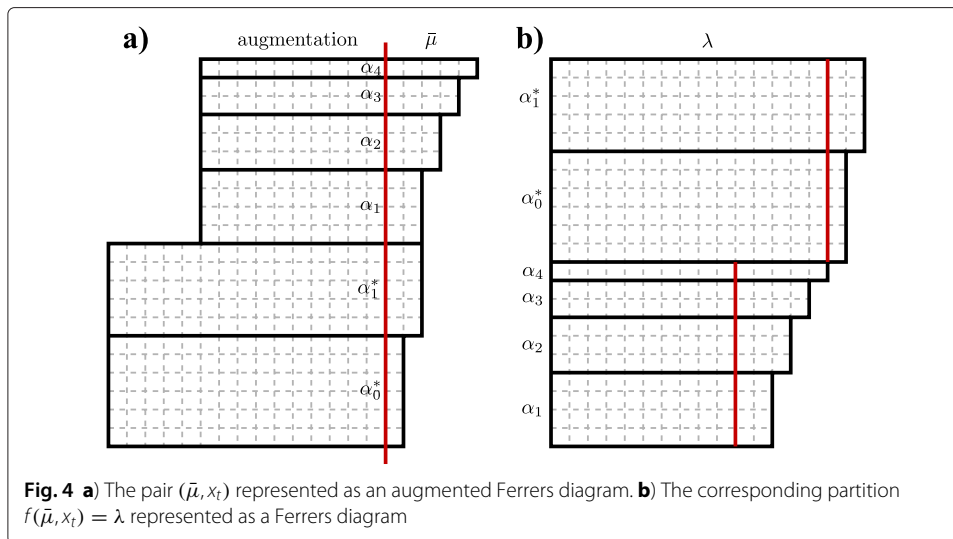 a)
augmentation
μ̄
α₄
α₃
α₂
α₁
α₁*
α₀*
b)
λ
α₁*
α₀*
α₄
α₃
α₂
α₁
Fig. 4 a) The pair (μ̄, xₜ) represented as an augmented Ferrers diagram. b) The corresponding partition
f(μ̄, xₜ) = λ represented as a Ferrers diagram